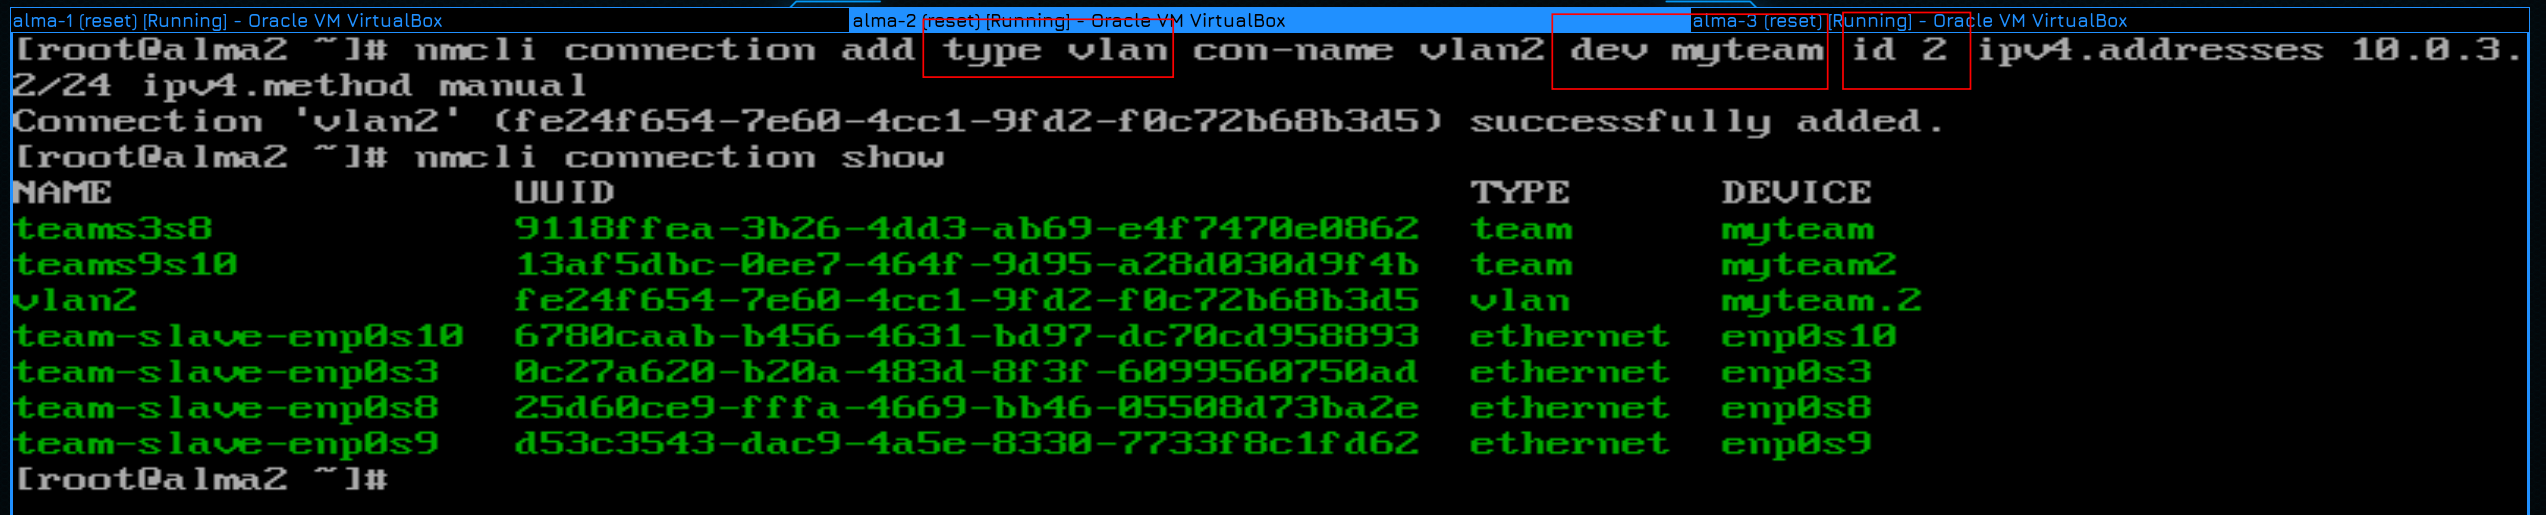 alma-1 (reset) [Running] - Oracle VM VirtualBox
alma-2 (reset) [Running] - Oracle VM VirtualBox
alma-3 (reset) [Running] - Oracle VM VirtualBox
[root@alma2 ~]# nmcli connection add type vlan con-name vlan2 dev myteam id 2 ipv4.addresses 10.0.3.
2/24 ipv4.method manual
Connection 'vlan2' (fe24f654-7e60-4cc1-9fd2-f0c72b68b3d5) successfully added.
[root@alma2 ~]# nmcli connection show
NAME UUID TYPE DEVICE
teams3s8 9118ffea-3b26-4dd3-ab69-e4f7470e0862 team myteam
teams9s10 13af5dbc-0ee7-464f-9d95-a28d030d9f4b team myteam2
vlan2 fe24f654-7e60-4cc1-9fd2-f0c72b68b3d5 vlan myteam.2
team-slave-enp0s10 6780caab-b456-4631-bd97-dc70cd958893 ethernet enp0s10
team-slave-enp0s3 0c27a620-b20a-483d-8f3f-6099560750ad ethernet enp0s3
team-slave-enp0s8 25d60ce9-fffa-4669-bb46-05508d73ba2e ethernet enp0s8
team-slave-enp0s9 d53c3543-dac9-4a5e-8330-7733f8c1fd62 ethernet enp0s9
[root@alma2 ~]#